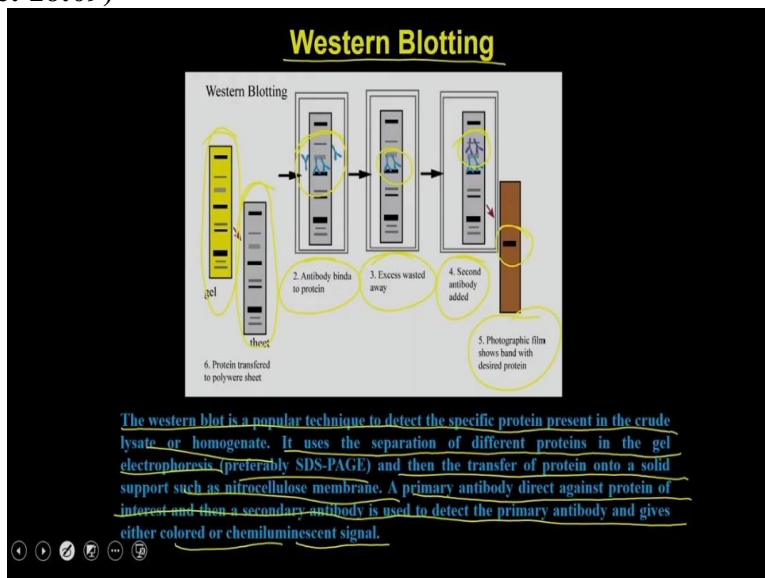 Western Blotting
Western Blotting
gel
sheet
6. Protein transfered
to polywere sheet
2. Antibody binda
to protein
3. Excess wasted
away
4. Second
antibody
added
5. Photographic film
shows band with
desired protein
The western blot is a popular technique to detect the specific protein present in the crude
lysate or homogenate. It uses the separation of different proteins in the gel
electrophoresis (preferably SDS-PAGE) and then the transfer of protein onto a solid
support such as nitrocellulose membrane. A primary antibody direct against protein of
interest and then a secondary antibody is used to detect the primary antibody and gives
either colored or chemiluminescent signal.